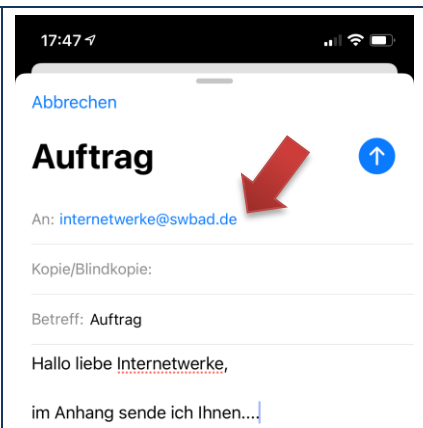 17:47
Abbrechen
Auftrag
An: internetwerke@swbad.de
Kopie/Blindkopie:
Betreff: Auftrag
Hallo liebe Internetwerke,
im Anhang sende ich Ihnen....